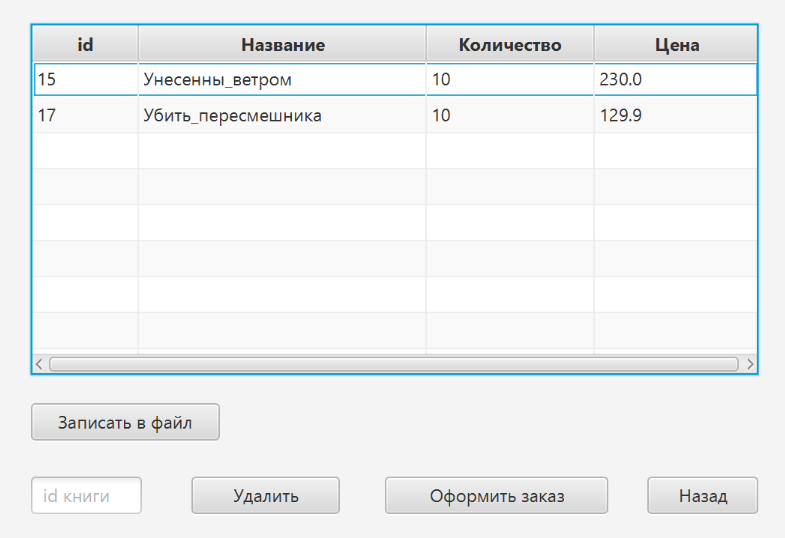 id Название Количество Цена
15 Унесенны_ветром 10 230.0
17 Убить_пересмешника 10 129.9
Записать в файл
id книги Удалить Оформить заказ Назад